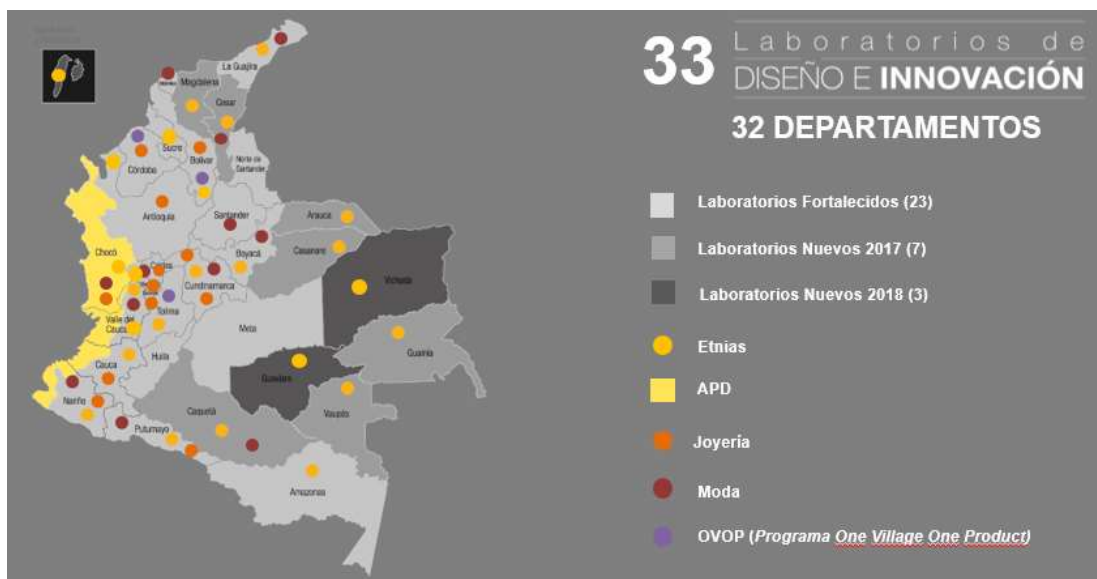 33
Laboratorios de
DISEÑO E INNOVACIÓN
32 DEPARTAMENTOS
Laboratorios Fortalecidos (23)
Laboratorios Nuevos 2017 (7)
Laboratorios Nuevos 2018 (3)
Etnias
APD
Joyería
Moda
OVOP (Programa One Village One Product)
La Guajira
Magdalena
Cesar
Sucre
Bolívar
Norte de
Santander
Córdoba
Antioquia
Santander
Arauca
Boyacá
Casanare
Chocó
Caldas
Cundinamarca
Vichada
Tolima
Valle del
Cauca
Meta
Guainía
Huila
Cauca
Guaviare
Nariño
Caquetá
Vaupés
Putumayo
Amazonas